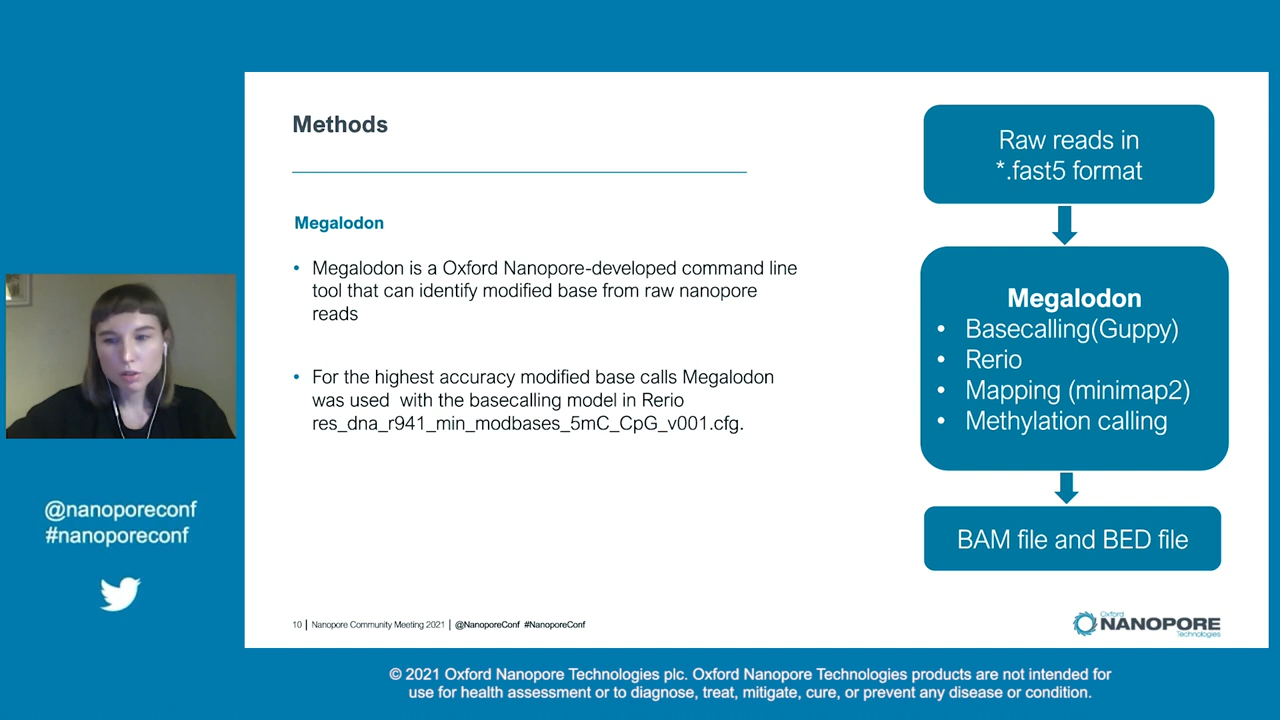 Methods
Megalodon
• Megalodon is a Oxford Nanopore-developed command line
tool that can identify modified base from raw nanopore
reads
• For the highest accuracy modified base calls Megalodon
was used with the basecalling model in Rerio
res_dna_r941_min_modbases_5mC_CpG_v001.cfg.
Raw reads in
*.fast5 format
Megalodon
• Basecalling(Guppy)
• Rerio
• Mapping (minimap2)
• Methylation calling
BAM file and BED file
@nanoporeconf
#nanoporeconf
10 | Nanopore Community Meeting 2021 | @NanoporeConf #NanoporeConf
Oxford
NANOPORE
Technologies
© 2021 Oxford Nanopore Technologies plc. Oxford Nanopore Technologies products are not intended for
use for health assessment or to diagnose, treat, mitigate, cure, or prevent any disease or condition.